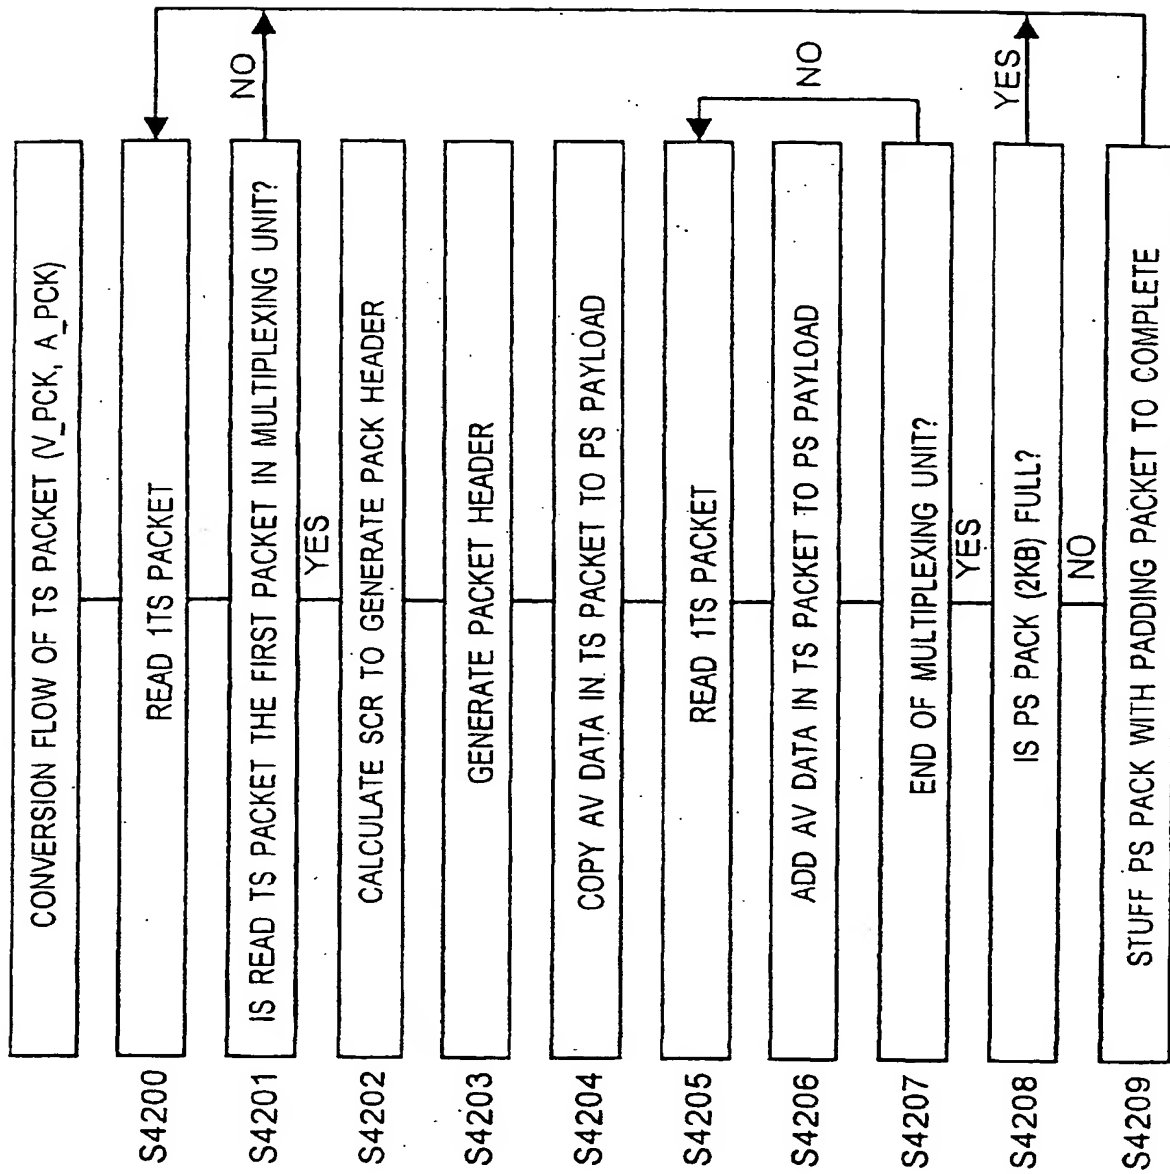 CONVERSION FLOW OF TS PACKET (V_PCK, A_PCK)
S4200
READ 1TS PACKET
S4201
IS READ TS PACKET THE FIRST PACKET IN MULTIPLEXING UNIT?
NO
YES
S4202
CALCULATE SCR TO GENERATE PACK HEADER
S4203
GENERATE PACKET HEADER
S4204
COPY AV DATA IN TS PACKET TO PS PAYLOAD
S4205
READ 1TS PACKET
S4206
ADD AV DATA IN TS PACKET TO PS PAYLOAD
S4207
END OF MULTIPLEXING UNIT?
NO
YES
S4208
IS PS PACK (2KB) FULL?
YES
NO
S4209
STUFF PS PACK WITH PADDING PACKET TO COMPLETE